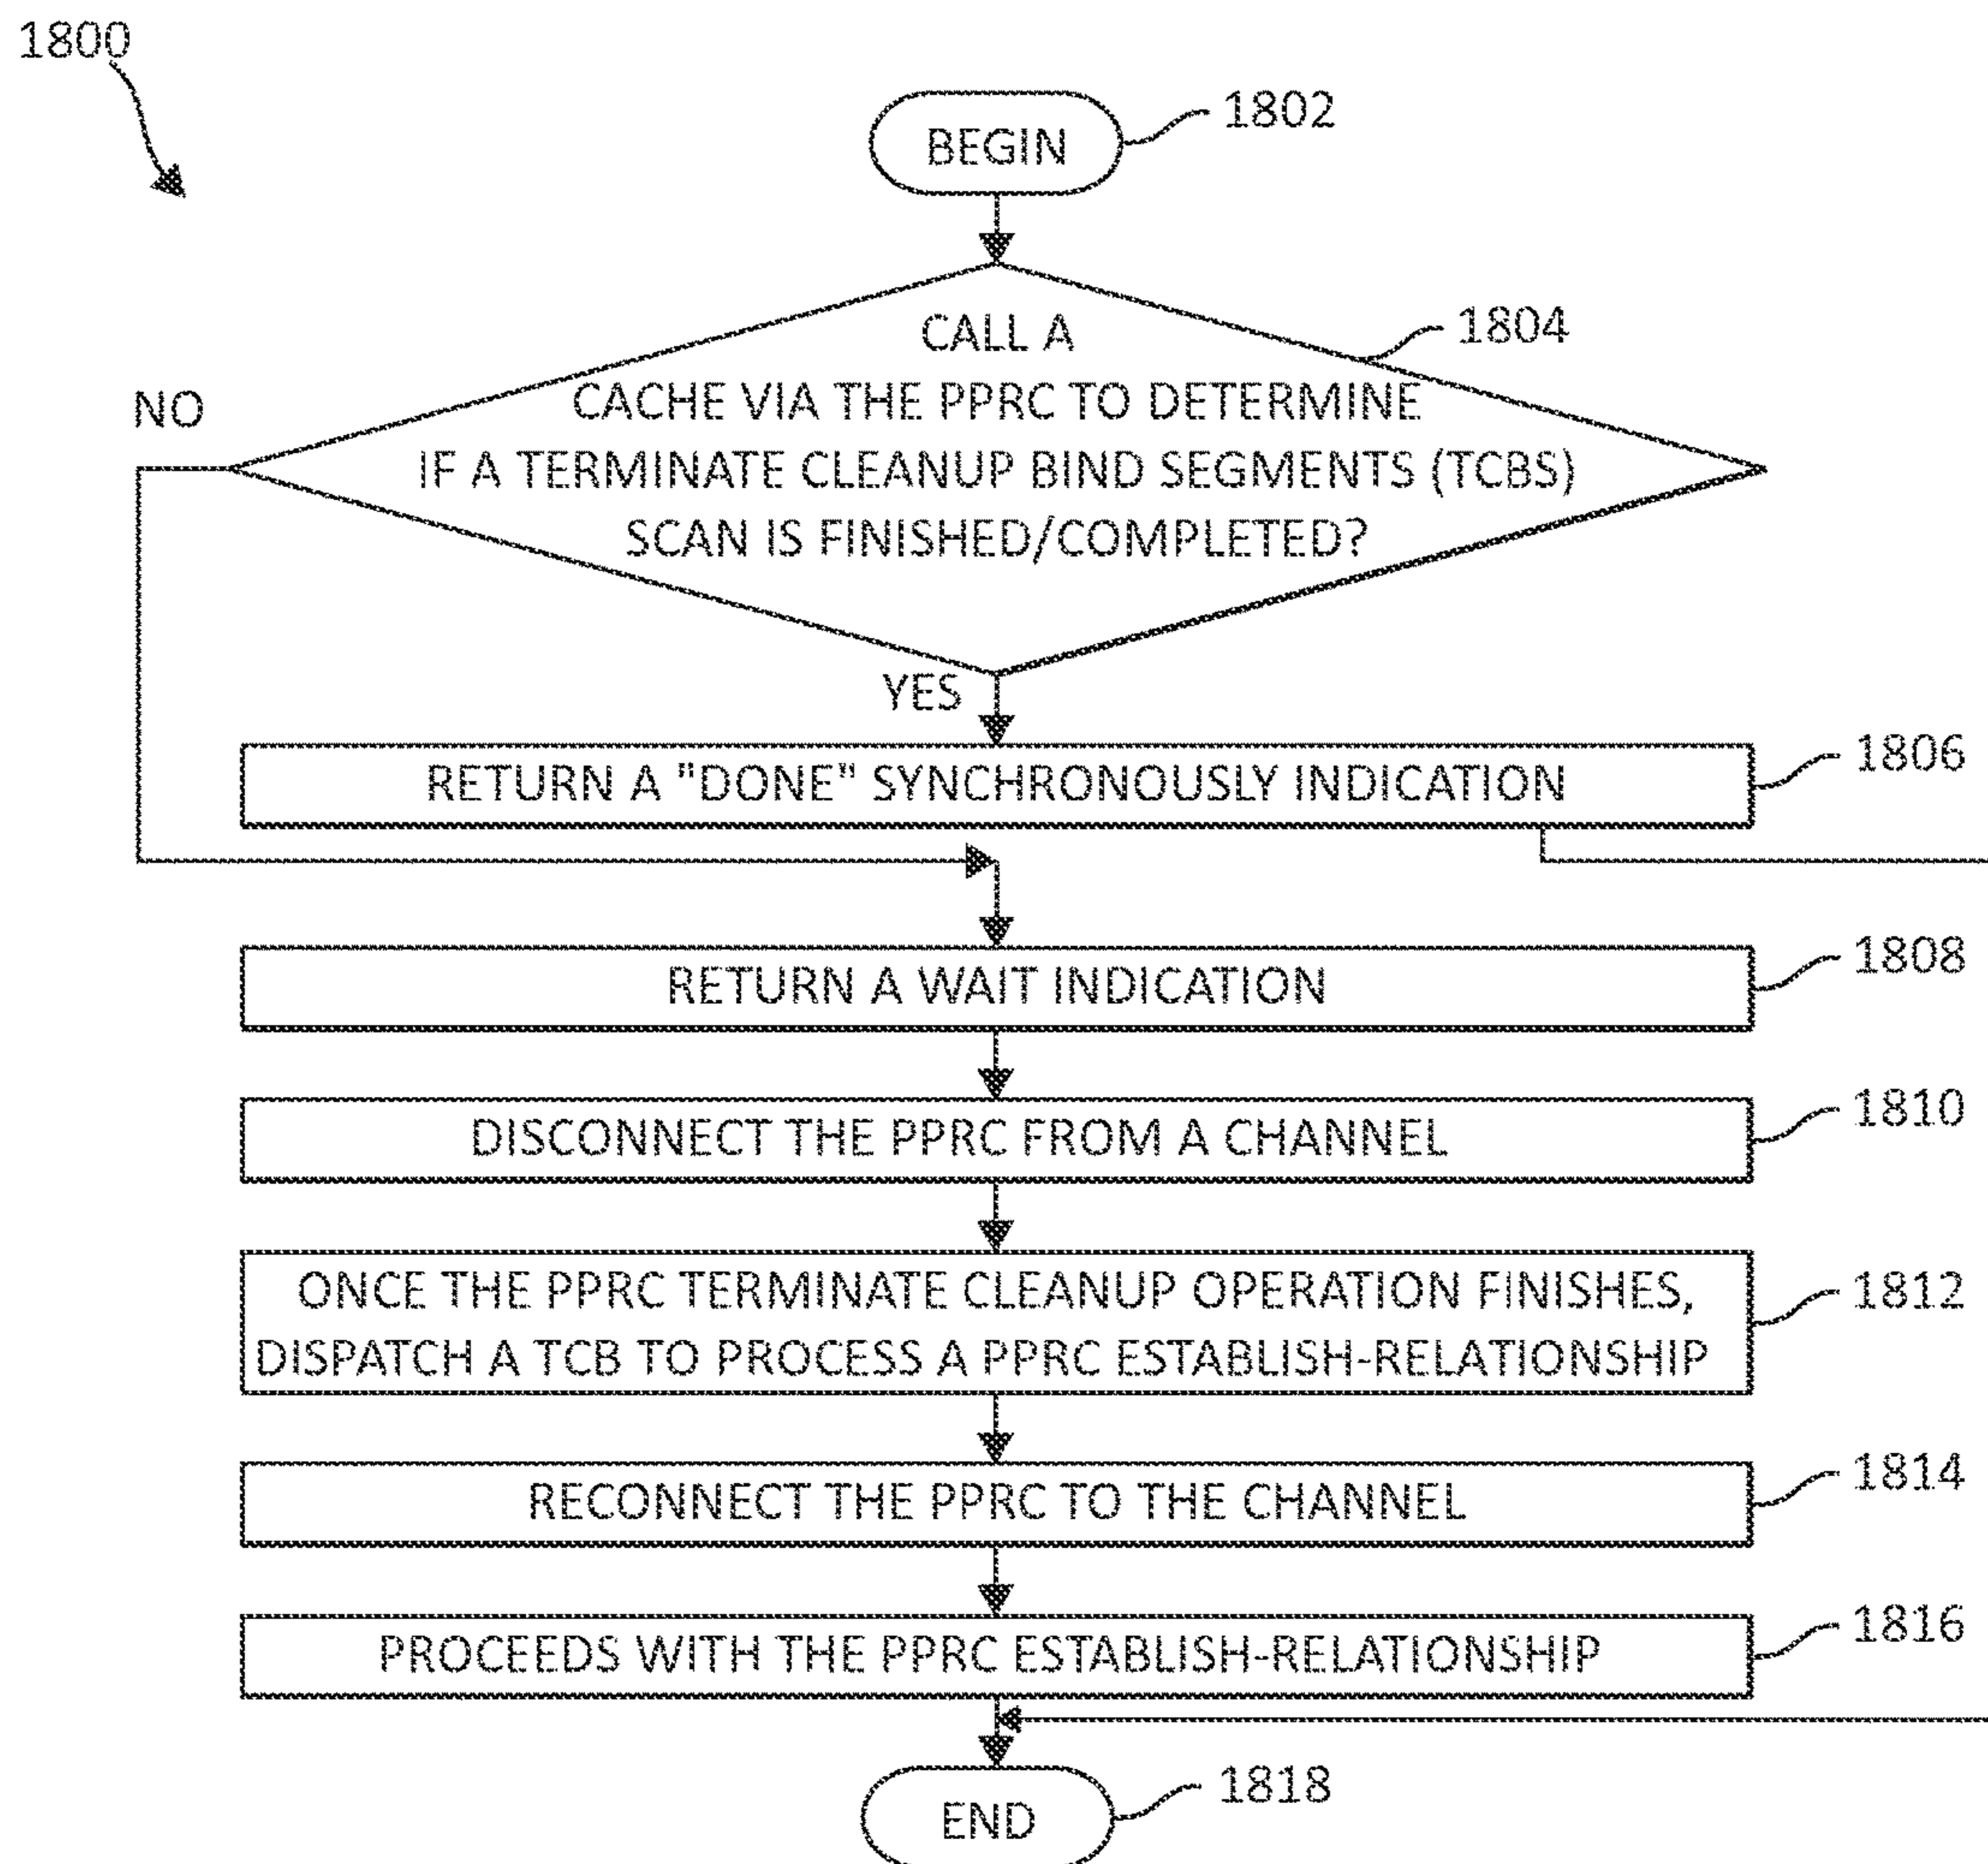 1800
BEGIN
1802
CALL A
1804
CACHE VIA THE PPRC TO DETERMINE
NO
IF A TERMINATE CLEANUP BIND SEGMENTS (TCBS)
SCAN IS FINISHED/COMPLETED?
YES
RETURN A "DONE" SYNCHRONOUSLY INDICATION
1806
RETURN A WAIT INDICATION
1808
DISCONNECT THE PPRC FROM A CHANNEL
1810
ONCE THE PPRC TERMINATE CLEANUP OPERATION FINISHES,
DISPATCH A TCB TO PROCESS A PPRC ESTABLISH-RELATIONSHIP
1812
RECONNECT THE PPRC TO THE CHANNEL
1814
PROCEEDS WITH THE PPRC ESTABLISH-RELATIONSHIP
1816
END
1818